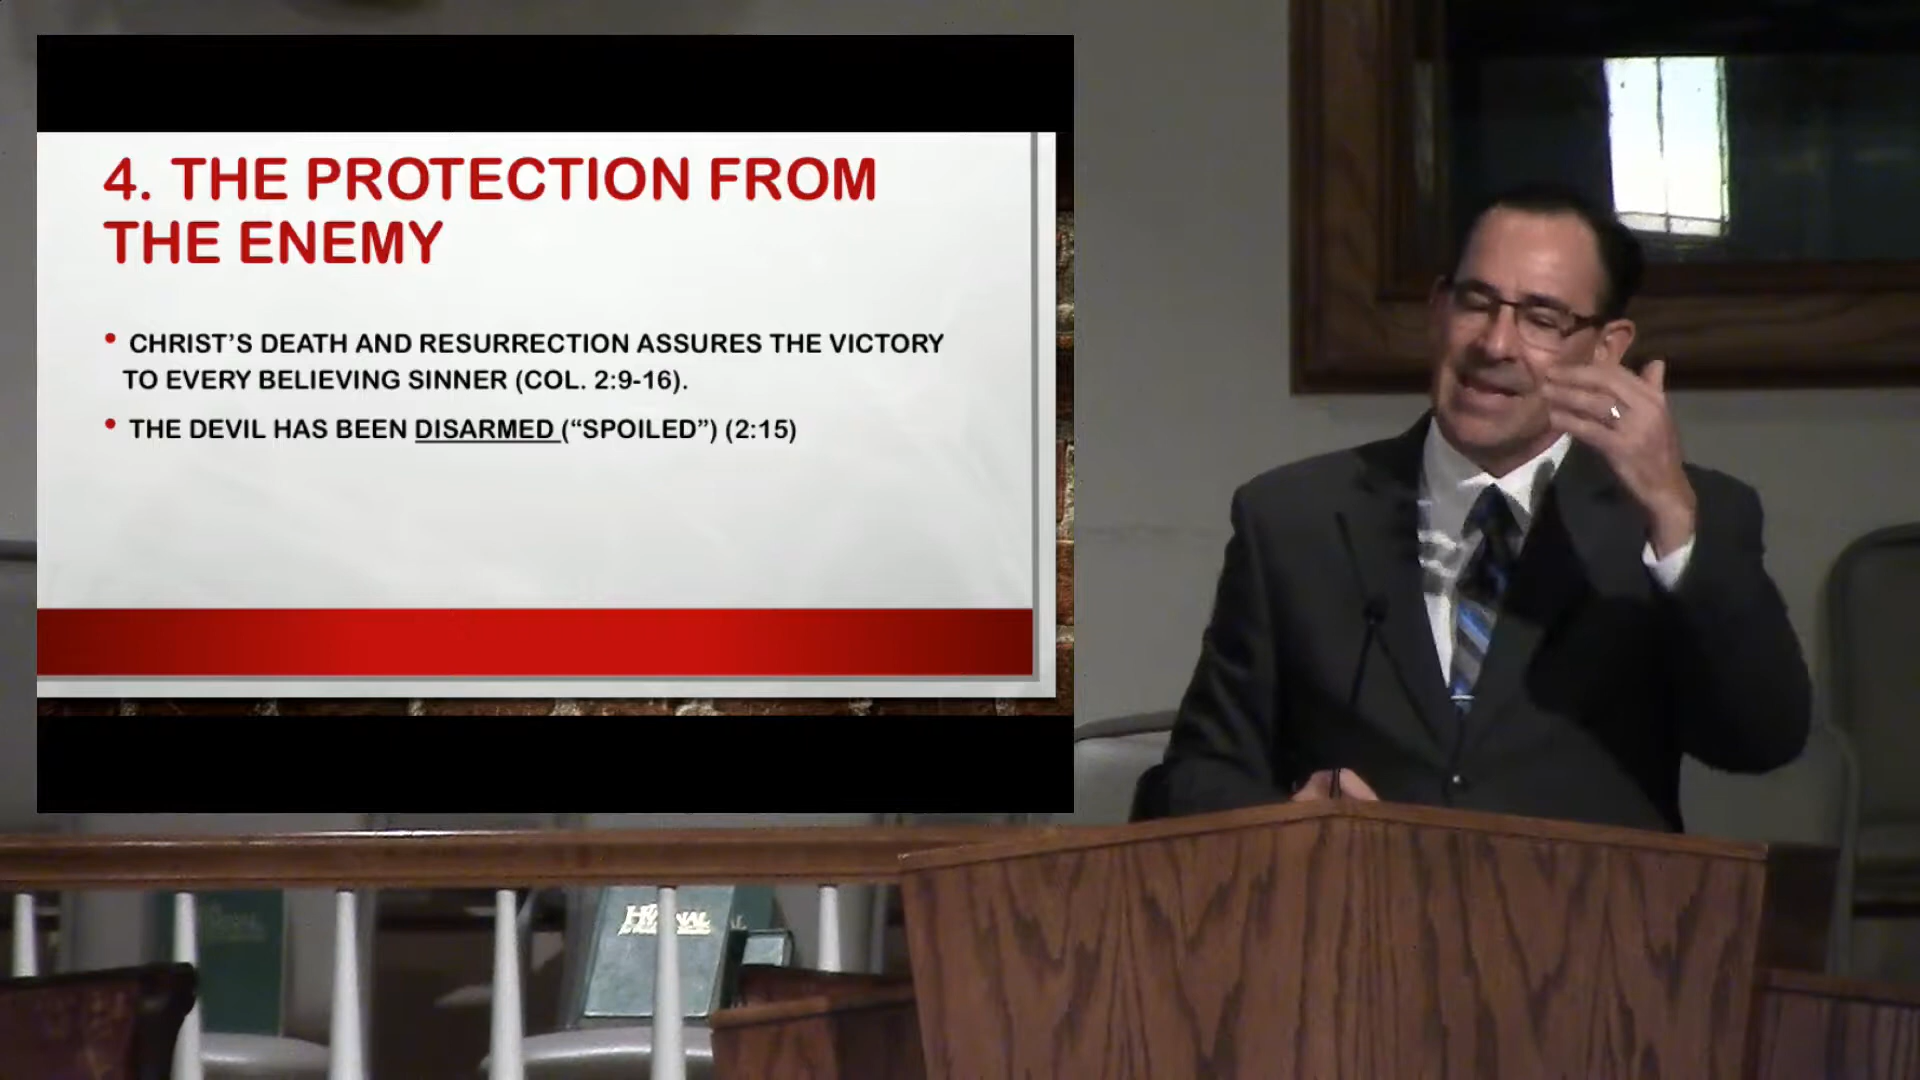 4. THE PROTECTION FROM
THE ENEMY
• CHRIST’S DEATH AND RESURRECTION ASSURES THE VICTORY
TO EVERY BELIEVING SINNER (COL. 2:9-16).
• THE DEVIL HAS BEEN DISARMED (“SPOILED”) (2:15)